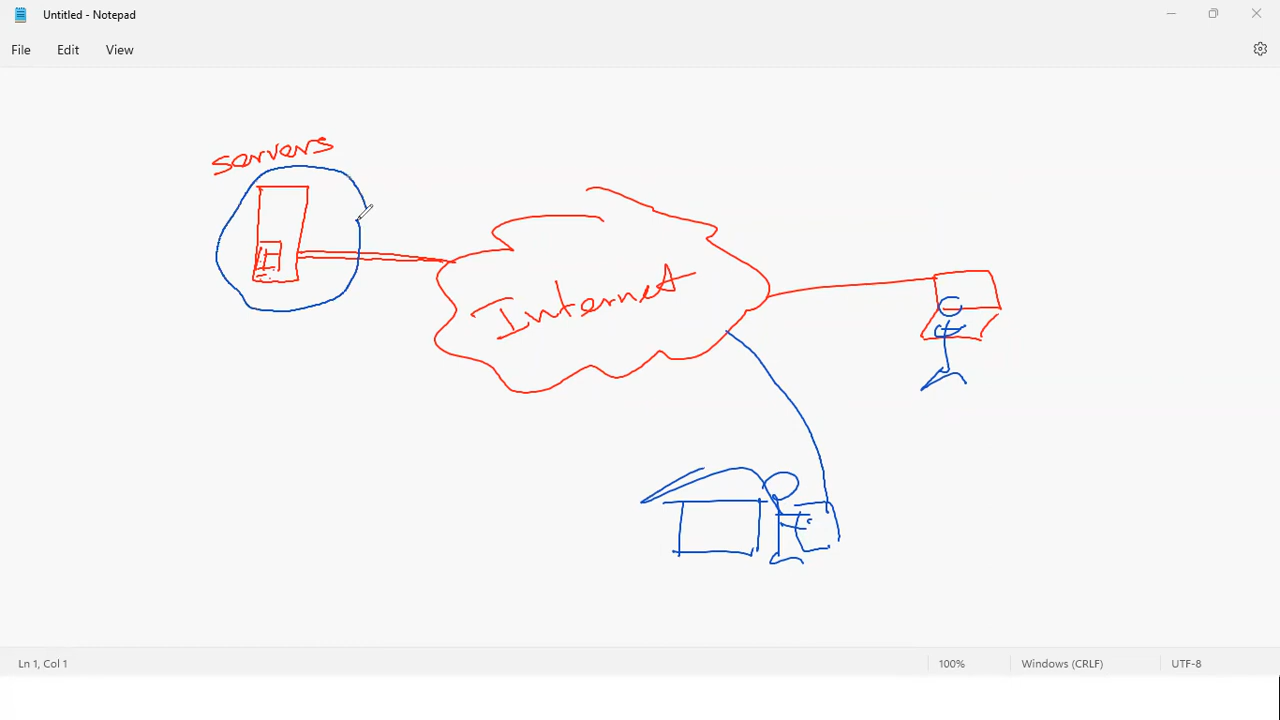 Untitled - Notepad
File Edit View
servers
Internet
Ln 1, Col 1 100% Windows (CRLF) UTF-8